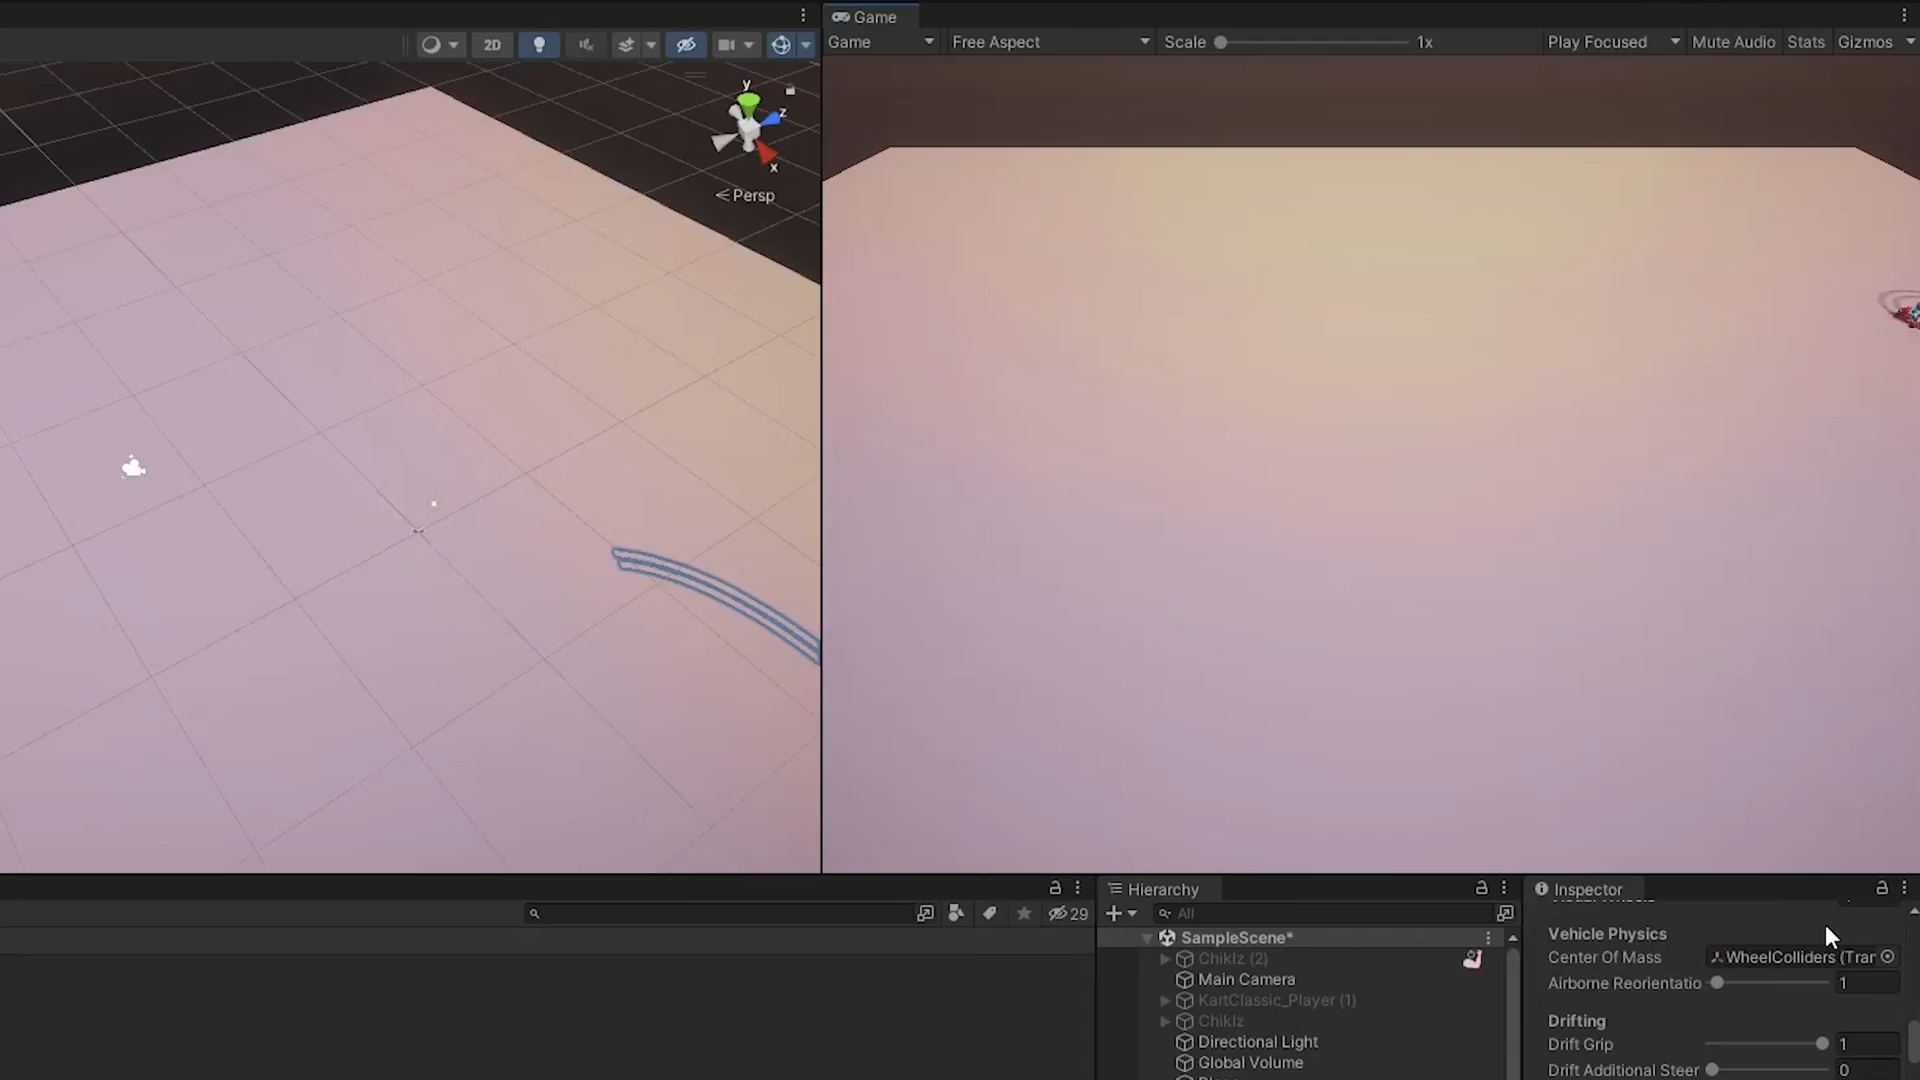 Game
2D
Game
Free Aspect
Scale
1x
Play Focused
Mute Audio
Stats
Gizmos
y
z
x
Persp
29
Hierarchy
All
SampleScene*
Chiklz (2)
Main Camera
KartClassic_Player (1)
Chiklz
Directional Light
Global Volume
Inspector
Vehicle Physics
Center Of Mass
WheelColliders (Trar
Airborne Reorientatio
1
Drifting
Drift Grip
1
Drift Additional Steer
0